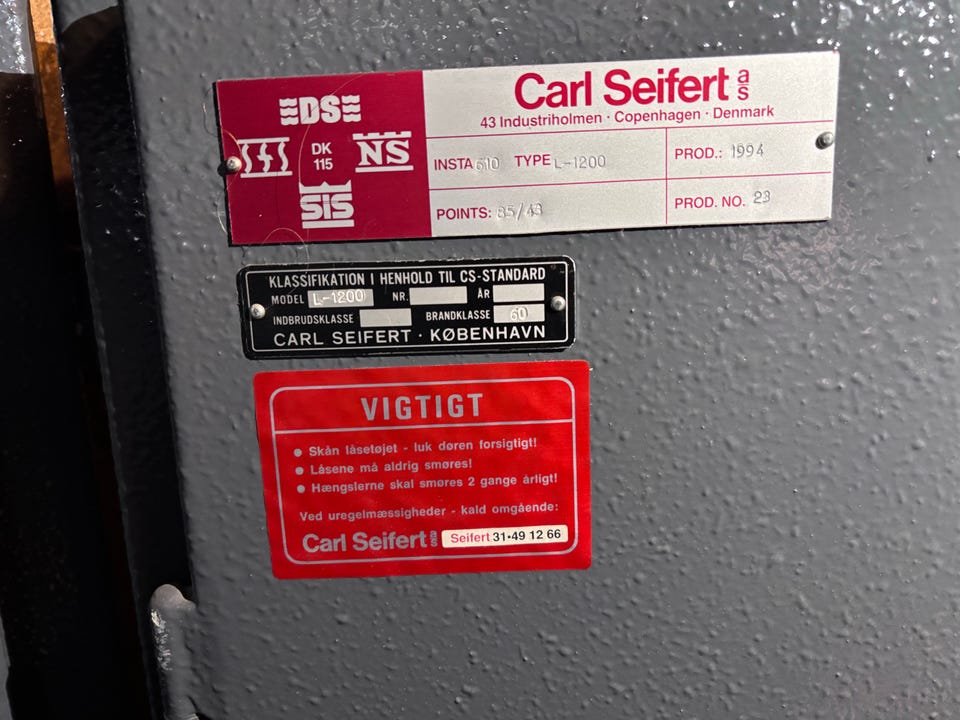 DS
SFS
DK
115
NS
SIS
Carl Seifert a/s
43 Industriholmen · Copenhagen · Denmark
INSTA 610 TYPE L-1200
PROD.: 1994
POINTS: 85/43
PROD. NO. 23
KLASSIFIKATION I HENHOLD TIL CS-STANDARD
MODEL L-1200 NR. ÅR
INDBRUDSKLASSE BRANDKLASSE 60
CARL SEIFERT · KØBENHAVN
VIGTIGT
● Skån låsetøjet - luk døren forsigtigt!
● Låsene må aldrig smøres!
● Hængslerne skal smøres 2 gange årligt!
Ved uregelmæssigheder - kald omgående:
Carl Seifert Seifert 31·49 12 66